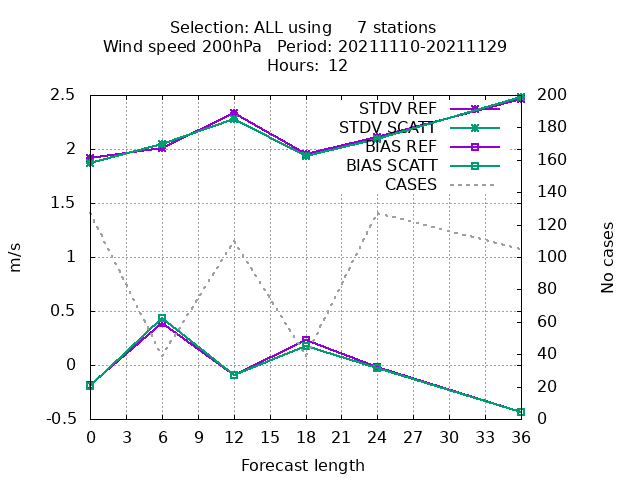 Selection: ALL using     7 stations
Wind speed 200hPa   Period: 20211110-20211129
Hours: 12
STDV REF
STDV SCATT
BIAS REF
BIAS SCATT
CASES
2.5
2
1.5
1
0.5
0
-0.5
200
180
160
140
120
100
80
60
40
20
0
m/s
No cases
0 3 6 9 12 15 18 21 24 27 30 33 36
Forecast length